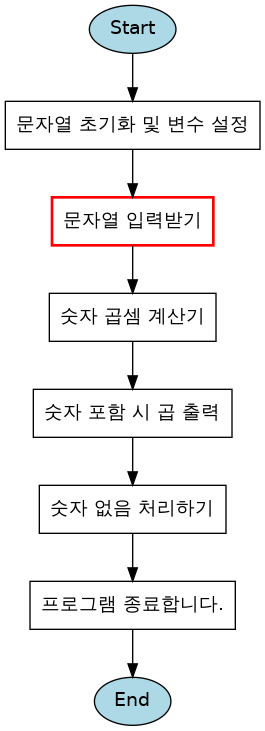 Start
문자열 초기화 및 변수 설정
문자열 입력받기
숫자 곱셈 계산기
숫자 포함 시 곱 출력
숫자 없음 처리하기
프로그램 종료합니다.
End